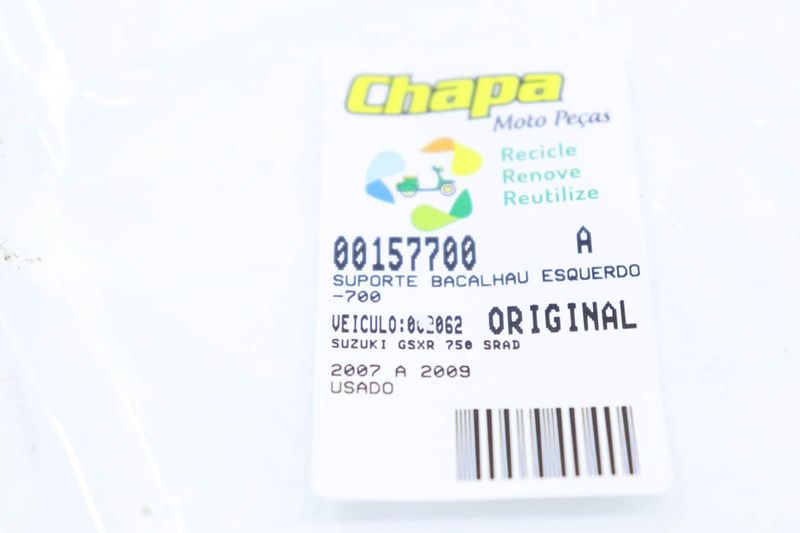 Chapa
Moto Peças
Recicle
Renove
Reutilize
00157700 A
SUPORTE BACALHAU ESQUERDO
-700
ORIGINAL
SUZUKI GSXR 750 SRAD
2007 A 2009
USADO